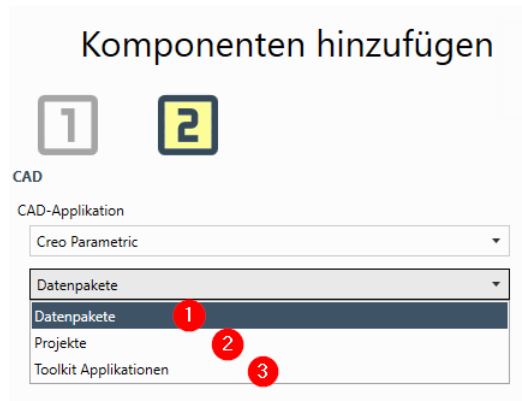 Komponenten hinzufügen
1 2
CAD
CAD-Applikation
Creo Parametric
Datenpakete
Datenpakete 1
Projekte 2
Toolkit Applikationen 3